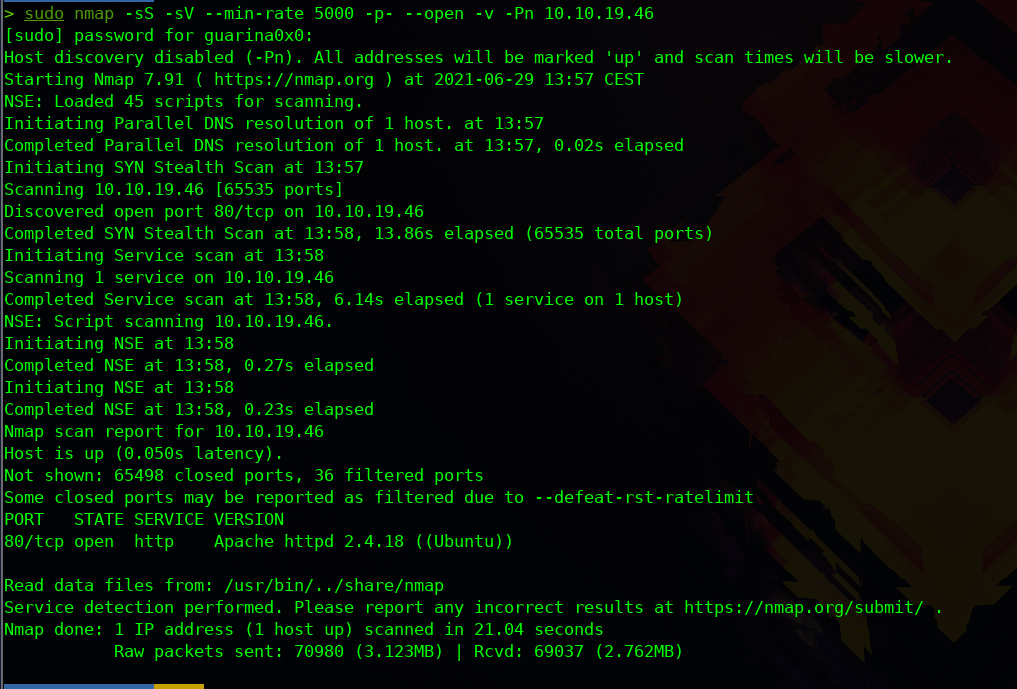 > sudo nmap -sS -sV --min-rate 5000 -p- --open -v -Pn 10.10.19.46
[sudo] password for guarina0x0:
Host discovery disabled (-Pn). All addresses will be marked 'up' and scan times will be slower.
Starting Nmap 7.91 ( https://nmap.org ) at 2021-06-29 13:57 CEST
NSE: Loaded 45 scripts for scanning.
Initiating Parallel DNS resolution of 1 host. at 13:57
Completed Parallel DNS resolution of 1 host. at 13:57, 0.02s elapsed
Initiating SYN Stealth Scan at 13:57
Scanning 10.10.19.46 [65535 ports]
Discovered open port 80/tcp on 10.10.19.46
Completed SYN Stealth Scan at 13:58, 13.86s elapsed (65535 total ports)
Initiating Service scan at 13:58
Scanning 1 service on 10.10.19.46
Completed Service scan at 13:58, 6.14s elapsed (1 service on 1 host)
NSE: Script scanning 10.10.19.46.
Initiating NSE at 13:58
Completed NSE at 13:58, 0.27s elapsed
Initiating NSE at 13:58
Completed NSE at 13:58, 0.23s elapsed
Nmap scan report for 10.10.19.46
Host is up (0.050s latency).
Not shown: 65498 closed ports, 36 filtered ports
Some closed ports may be reported as filtered due to --defeat-rst-ratelimit
PORT   STATE SERVICE VERSION
80/tcp open  http    Apache httpd 2.4.18 ((Ubuntu))
Read data files from: /usr/bin/../share/nmap
Service detection performed. Please report any incorrect results at https://nmap.org/submit/ .
Nmap done: 1 IP address (1 host up) scanned in 21.04 seconds
           Raw packets sent: 70980 (3.123MB) | Rcvd: 69037 (2.762MB)